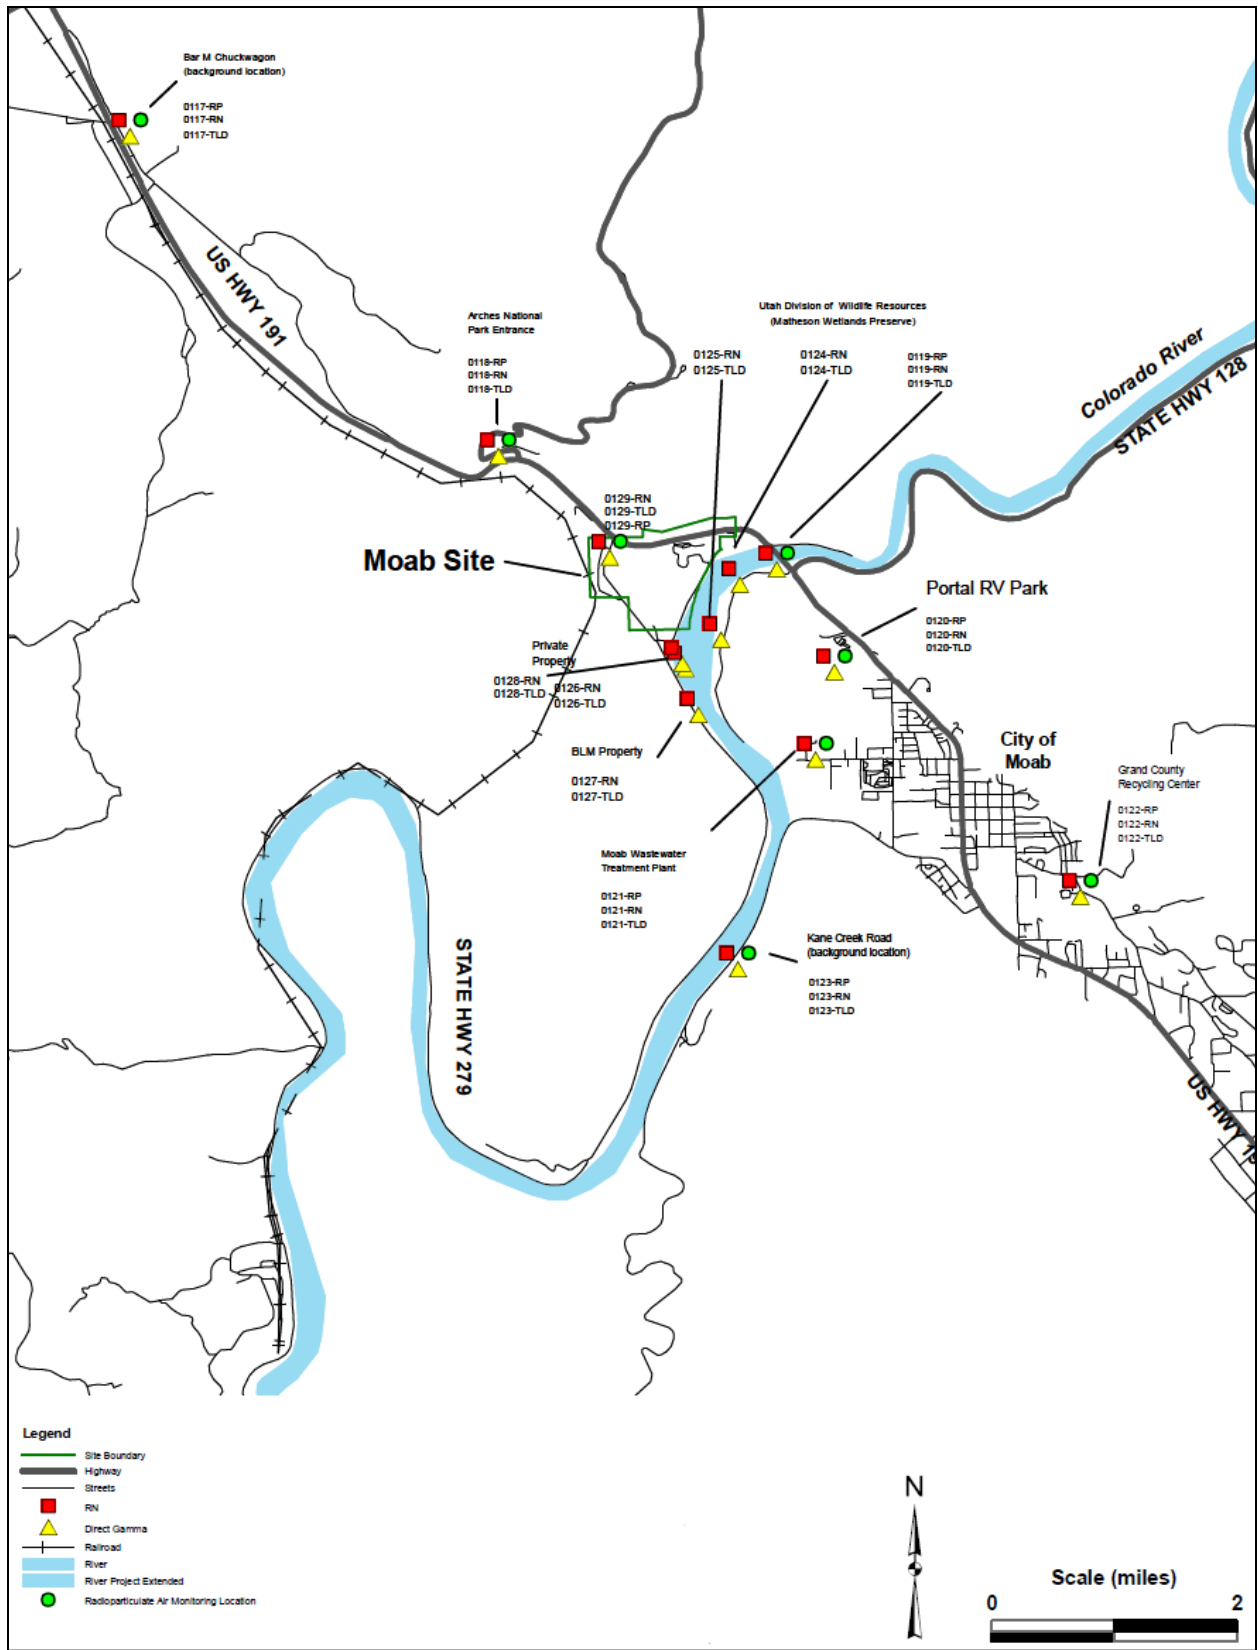 Bar M Chuckwagon
(background location)
0117-RP
0117-RN
0117-TLD
US HWY 191
Arches National
Park Entrance
0118-RP
0118-RN
0118-TLD
Utah Division of Wildlife Resources
(Matheson Wetlands Preserve)
0125-RN
0125-TLD
0124-RN
0124-TLD
0119-RP
0119-RN
0119-TLD
Colorado River
STATE HWY 128
0129-RN
0129-TLD
0129-RP
Moab Site
Portal RV Park
0120-RP
0120-RN
0120-TLD
Private
Property
0128-RN
0128-TLD
0126-RN
0126-TLD
BLM Property
0127-RN
0127-TLD
City of
Moab
Grand County
Recycling Center
0122-RP
0122-RN
0122-TLD
Moab Wastewater
Treatment Plant
0121-RP
0121-RN
0121-TLD
Kane Creek Road
(background location)
0123-RP
0123-RN
0123-TLD
STATE HWY 279
US HWY 19
Legend
Site Boundary
Highway
Streets
RN
Direct Gamma
Railroad
River
River Project Extended
Radioparticulate Air Monitoring Location
N
Scale (miles)
0 2